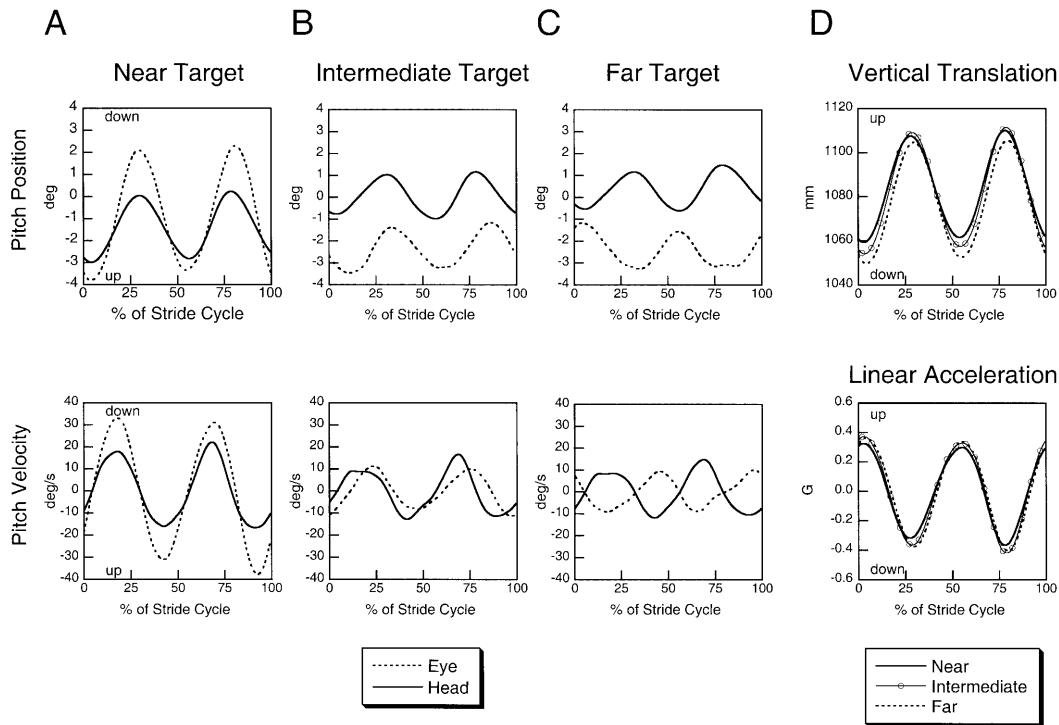 A B C D
Near Target Intermediate Target Far Target Vertical Translation
Pitch Position
deg
4
3
2
1
0
-1
-2
-3
-4
down
up
0 25 50 75 100
% of Stride Cycle
deg
4
3
2
1
0
-1
-2
-3
-4
0 25 50 75 100
% of Stride Cycle
deg
4
3
2
1
0
-1
-2
-3
-4
0 25 50 75 100
% of Stride Cycle
mm
1120
1100
1080
1060
1040
up
down
0 25 50 75 100
% of Stride Cycle
Linear Acceleration
Pitch Velocity
deg/s
40
30
20
10
0
-10
-20
-30
-40
down
up
0 25 50 75 100
% of Stride Cycle
deg/s
40
30
20
10
0
-10
-20
-30
-40
0 25 50 75 100
% of Stride Cycle
deg/s
40
30
20
10
0
-10
-20
-30
-40
0 25 50 75 100
% of Stride Cycle
G
0.6
0.4
0.2
0.0
-0.2
-0.4
-0.6
up
down
0 25 50 75 100
% of Stride Cycle
Eye
Head
Near
Intermediate
Far